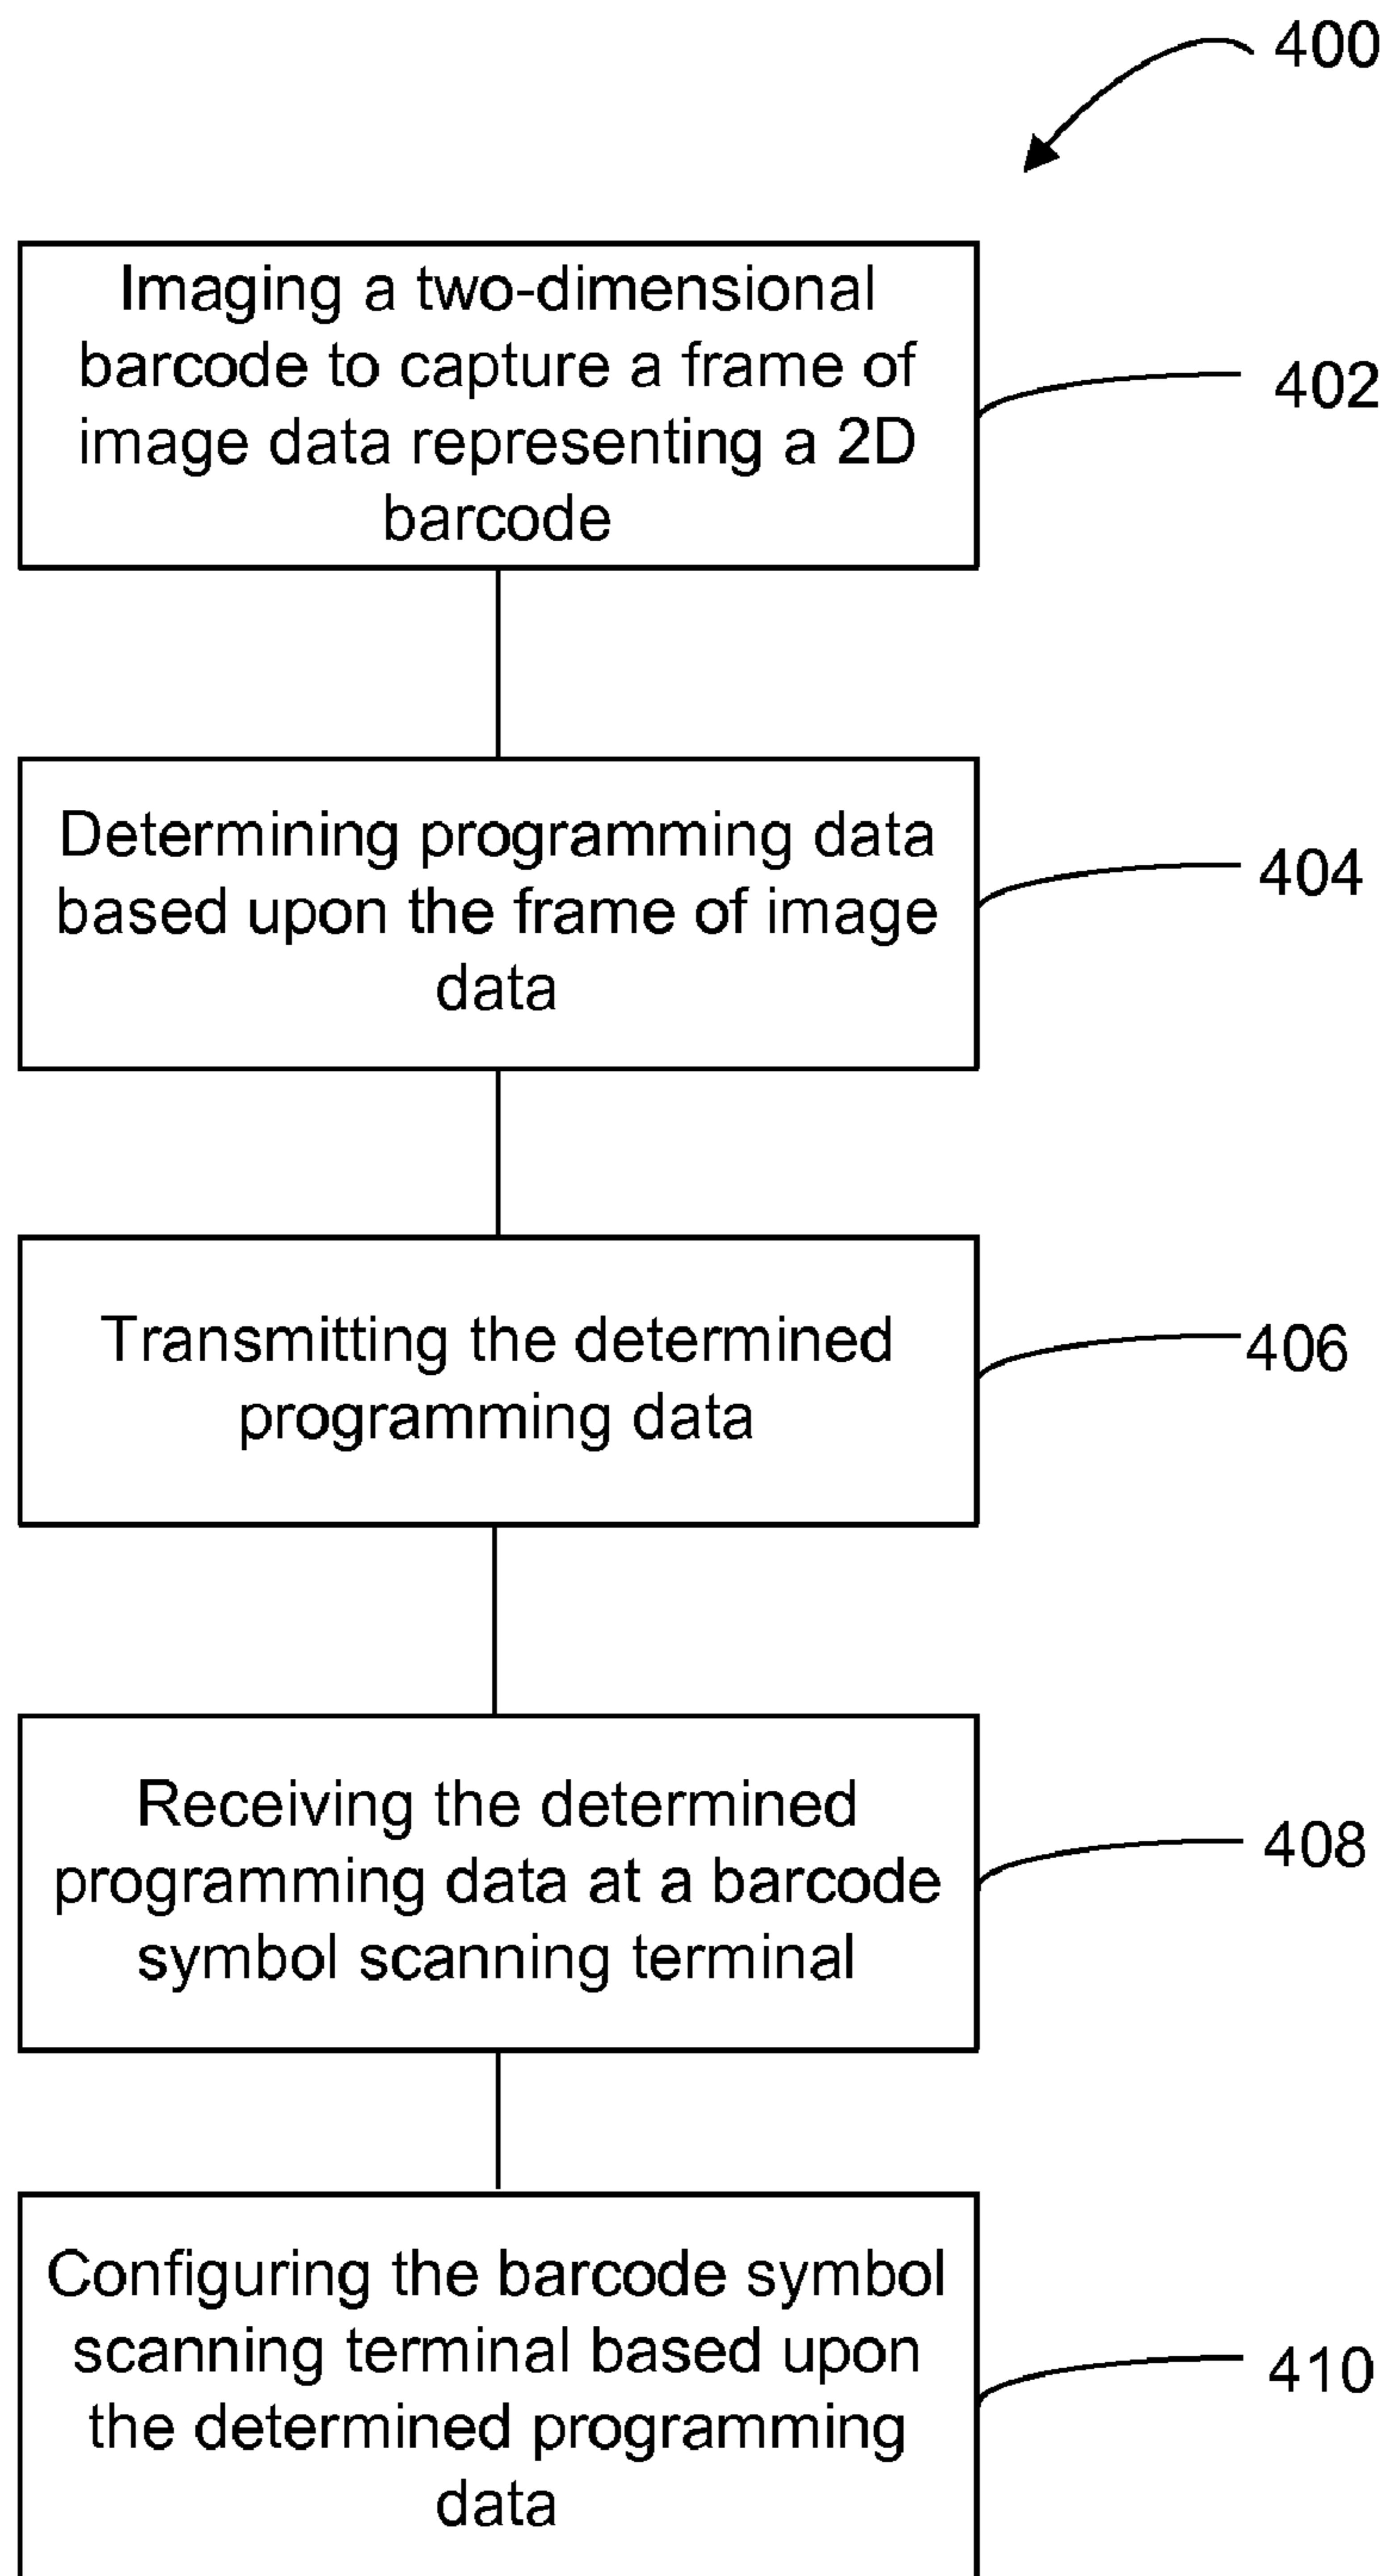 400
Imaging a two-dimensional
barcode to capture a frame of
image data representing a 2D
barcode
402
Determining programming data
based upon the frame of image
data
404
Transmitting the determined
programming data
406
Receiving the determined
programming data at a barcode
symbol scanning terminal
408
Configuring the barcode symbol
scanning terminal based upon
the determined programming
data
410